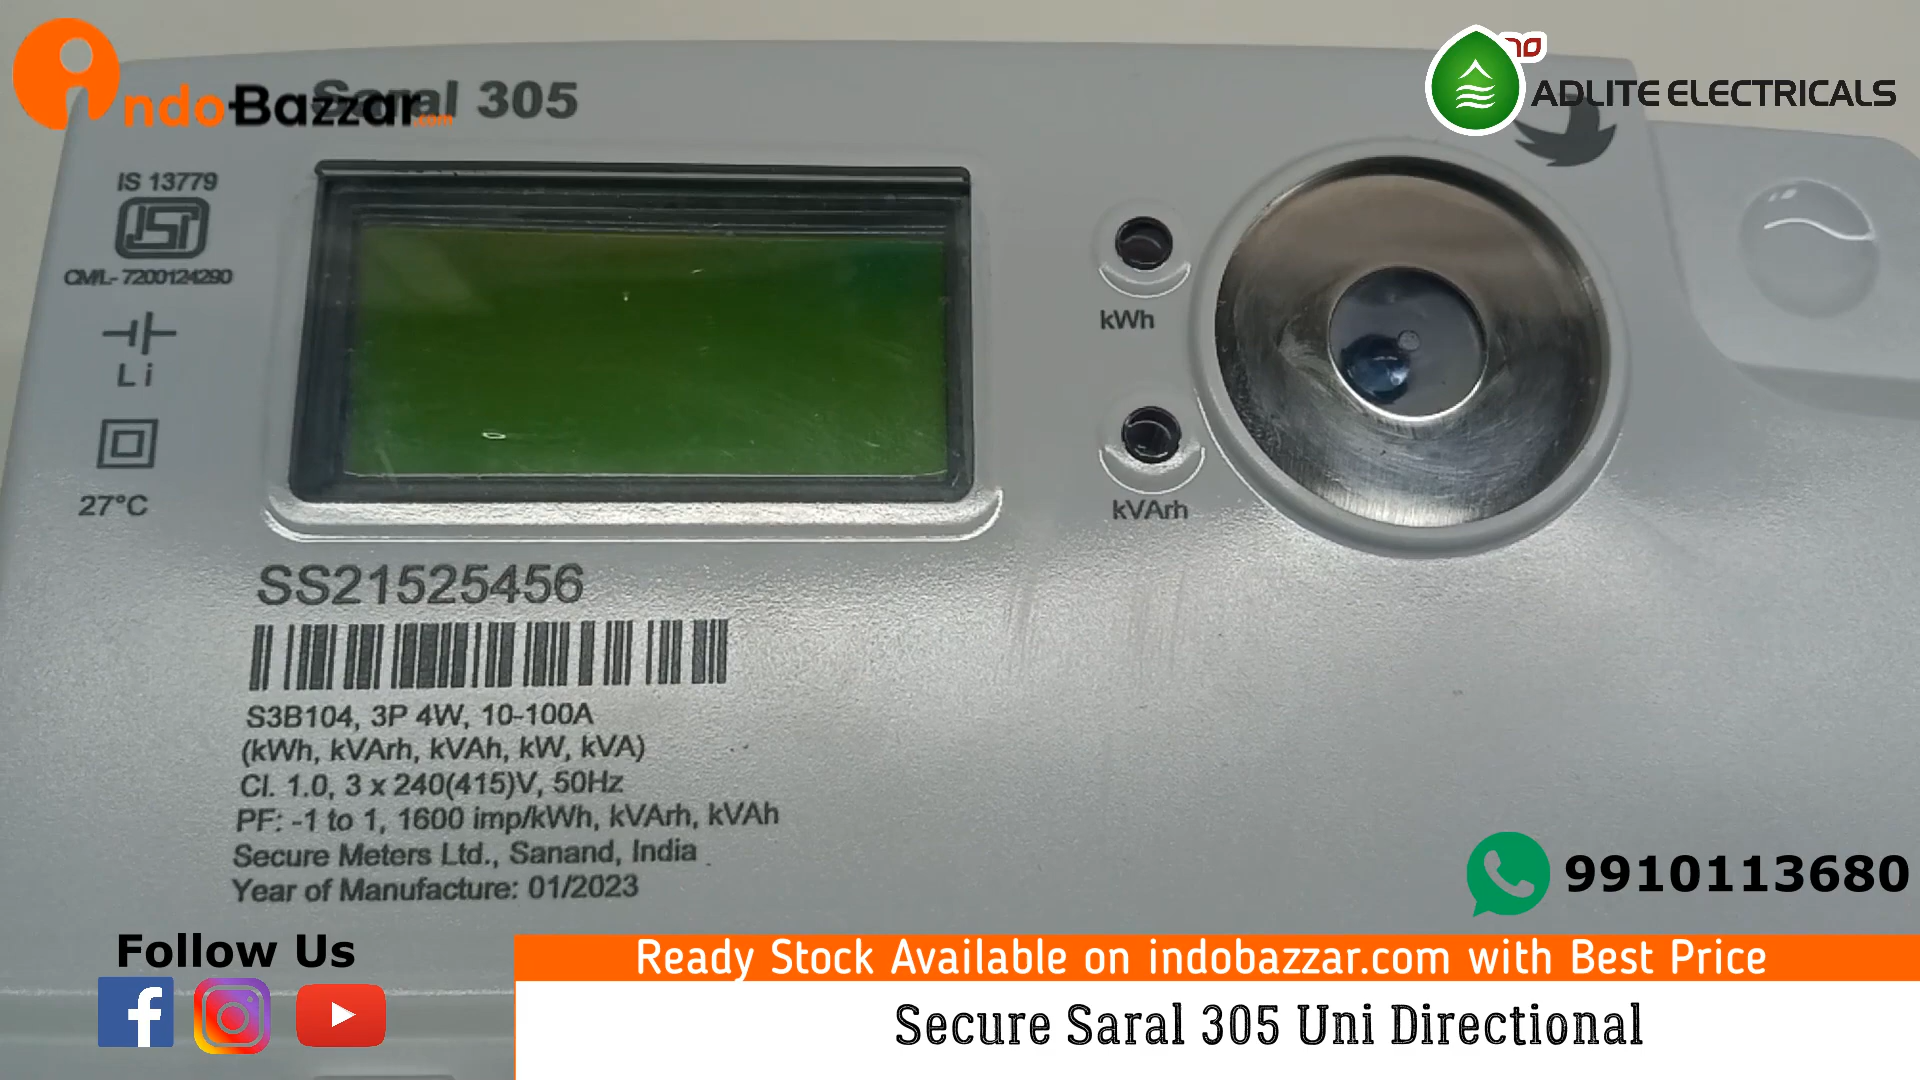 indoBazzar.com
Saral 305
ADLITE ELECTRICALS
IS 13779
ISI
CM/L- 7200124290
Li
27°C
kWh
kVArh
SS21525456
S3B104, 3P 4W, 10-100A
(kWh, kVArh, kVAh, kW, kVA)
Cl. 1.0, 3 x 240(415)V, 50Hz
PF: -1 to 1, 1600 imp/kWh, kVArh, kVAh
Secure Meters Ltd., Sanand, India
Year of Manufacture: 01/2023
9910113680
Follow Us
Ready Stock Available on indobazzar.com with Best Price
Secure Saral 305 Uni Directional